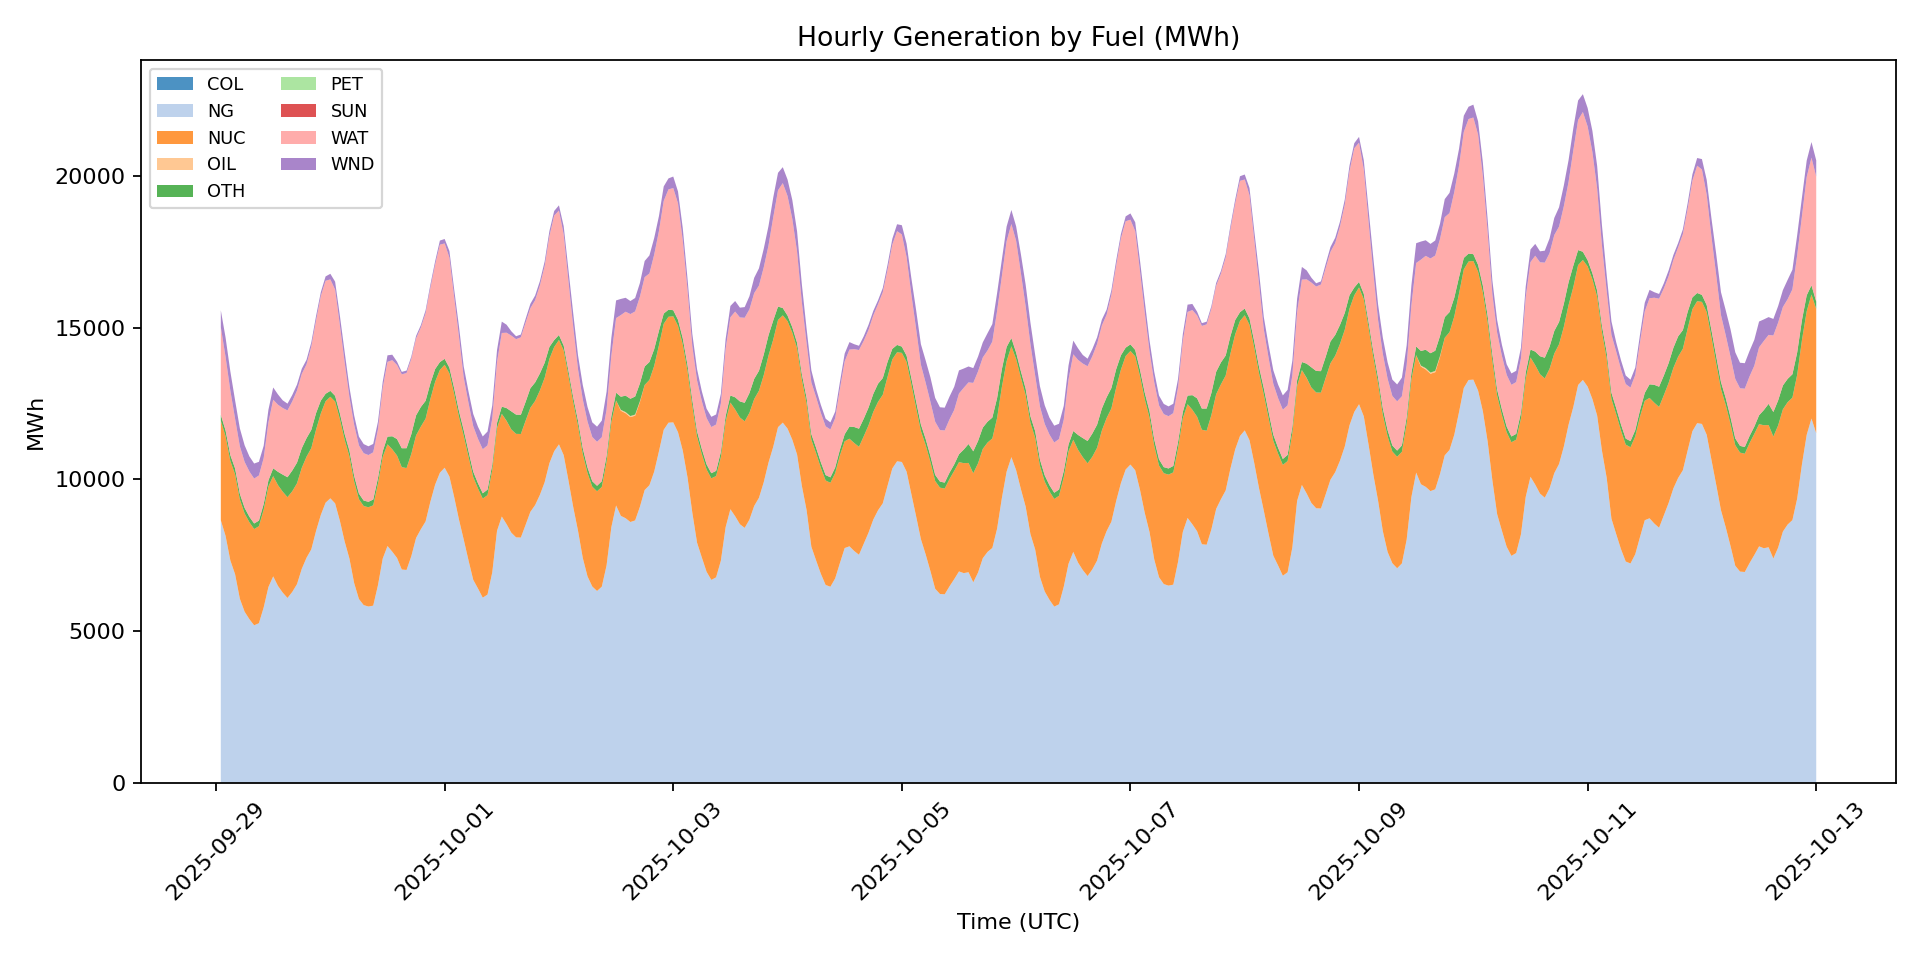 Hourly Generation by Fuel (MWh)
COL
NG
NUC
OIL
OTH
PET
SUN
WAT
WND
MWh
20000
15000
10000
5000
0
2025-09-29
2025-10-01
2025-10-03
2025-10-05
2025-10-07
2025-10-09
2025-10-11
2025-10-13
Time (UTC)